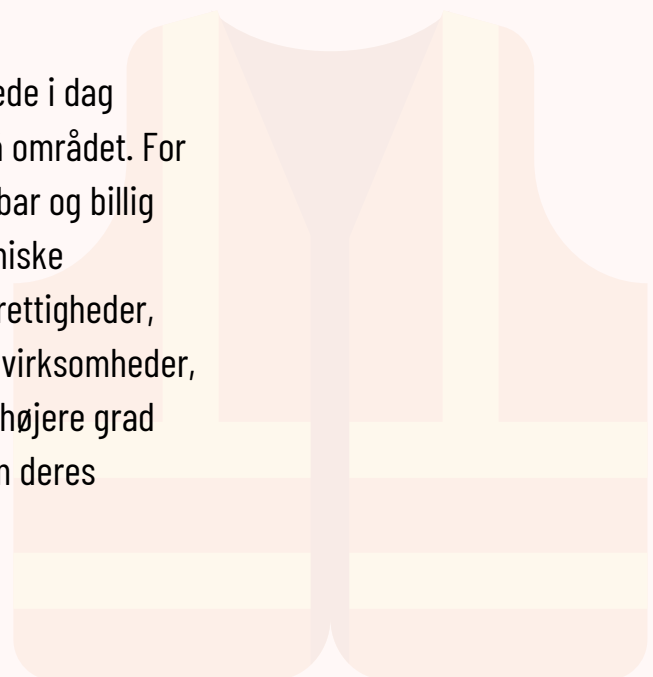 ede i dag
området. For
bar og billig
niske
rettigheder,
virksomheder,
højere grad
n deres